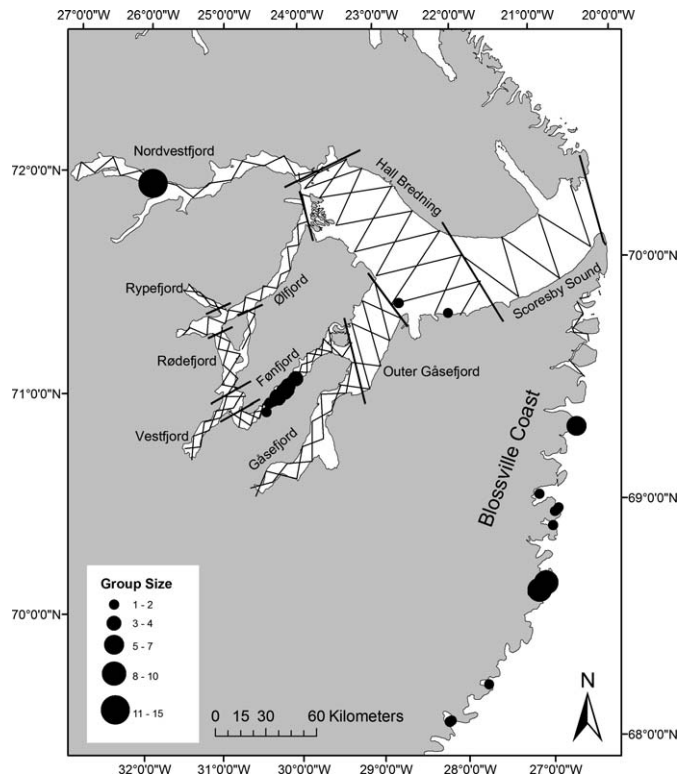 27°0'0"W 26°0'0"W 25°0'0"W 24°0'0"W 23°0'0"W 22°0'0"W 21°0'0"W 20°0'0"W
Nordvestfjord
72°0'0"N
Hall Bredning
70°0'0"N
Rypefjord
Ølfjord
Scoresby Sound
Rødefjord
Fønfjord
Outer Gåsefjord
71°0'0"N
Vestfjord
Gåsefjord
Blossville Coast
69°0'0"N
Group Size
1 - 2
3 - 4
5 - 7
8 - 10
11 - 15
70°0'0"N
N
0 15 30 60 Kilometers
68°0'0"N
32°0'0"W 31°0'0"W 30°0'0"W 29°0'0"W 28°0'0"W 27°0'0"W